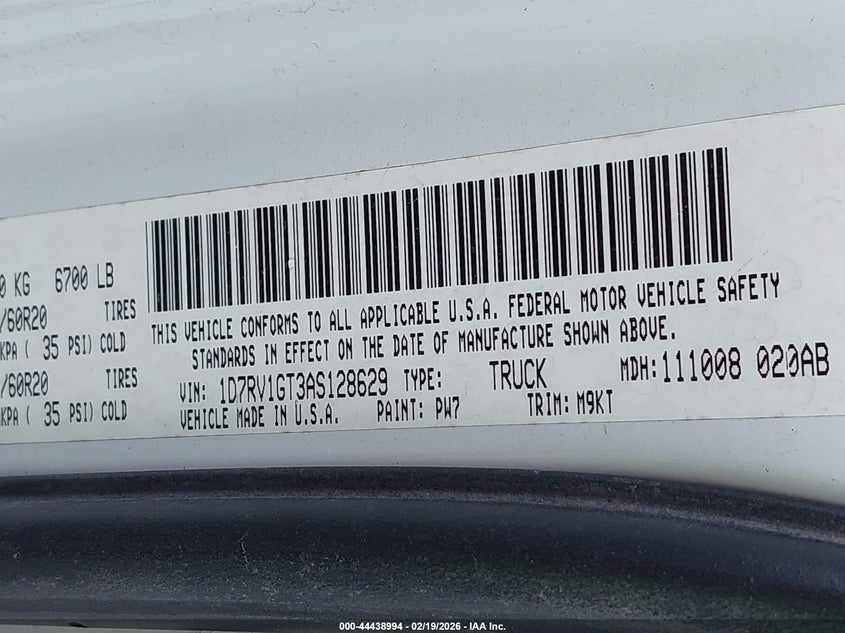 0 KG 6700 LB
/60R20 TIRES
KPA ( 35 PSI) COLD
/60R20 TIRES
KPA ( 35 PSI) COLD
THIS VEHICLE CONFORMS TO ALL APPLICABLE U.S.A. FEDERAL MOTOR VEHICLE SAFETY
STANDARDS IN EFFECT ON THE DATE OF MANUFACTURE SHOWN ABOVE.
VIN: 1D7RV1GT3AS128629 TYPE: TRUCK MDH:111008 020AB
VEHICLE MADE IN U.S.A. PAINT: PW7 TRIM: M9KT
000-44438994 - 02/19/2026 - IAA Inc.